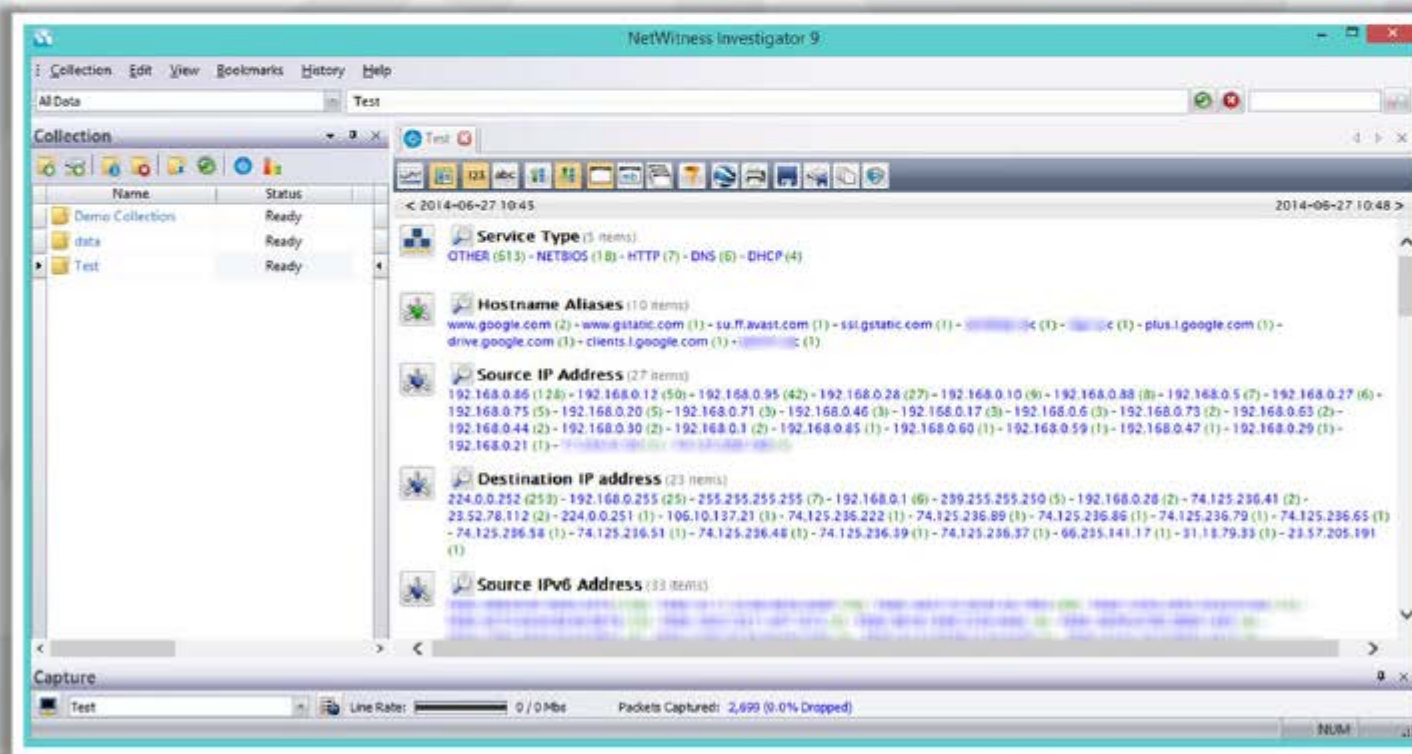 NetWitness Investigator 9
Collection Edit View Bookmarks History Help
All Data
Test
Collection
Test
Name Status
Demo Collection Ready
data Ready
Test Ready
123 abc
< 2014-06-27 10:45 2014-06-27 10:48 >
Service Type (5 items)
OTHER (613) - NETBIOS (18) - HTTP (7) - DNS (6) - DHCP (4)
Hostname Aliases (10 items)
www.google.com (2) - www.gstatic.com (1) - su.ff.avast.com (1) - ssl.gstatic.com (1) - c (1) - c (1) - plus.l.google.com (1) -
drive.google.com (1) - clients.l.google.com (1) - c (1)
Source IP Address (27 items)
192.168.0.86 (128) - 192.168.0.12 (50) - 192.168.0.95 (42) - 192.168.0.28 (27) - 192.168.0.10 (9) - 192.168.0.88 (8) - 192.168.0.5 (7) - 192.168.0.27 (6) -
192.168.0.75 (5) - 192.168.0.20 (5) - 192.168.0.71 (3) - 192.168.0.46 (3) - 192.168.0.17 (3) - 192.168.0.6 (3) - 192.168.0.73 (2) - 192.168.0.63 (2) -
192.168.0.44 (2) - 192.168.0.30 (2) - 192.168.0.1 (2) - 192.168.0.85 (1) - 192.168.0.60 (1) - 192.168.0.59 (1) - 192.168.0.47 (1) - 192.168.0.29 (1) -
192.168.0.21 (1) -
Destination IP address (23 items)
224.0.0.252 (253) - 192.168.0.255 (25) - 255.255.255.255 (7) - 192.168.0.1 (6) - 239.255.255.250 (5) - 192.168.0.28 (2) - 74.125.236.41 (2) -
23.52.78.112 (2) - 224.0.0.251 (1) - 106.10.137.21 (1) - 74.125.236.222 (1) - 74.125.236.89 (1) - 74.125.236.86 (1) - 74.125.236.79 (1) - 74.125.236.65 (1)
- 74.125.236.58 (1) - 74.125.236.51 (1) - 74.125.236.48 (1) - 74.125.236.39 (1) - 74.125.236.37 (1) - 66.235.141.17 (1) - 31.13.79.33 (1) - 23.57.205.191
(1)
Source IPv6 Address (33 items)
Capture
Test Line Rate: 0 / 0 Mbs Packets Captured: 2,699 (0.0% Dropped)
NUM